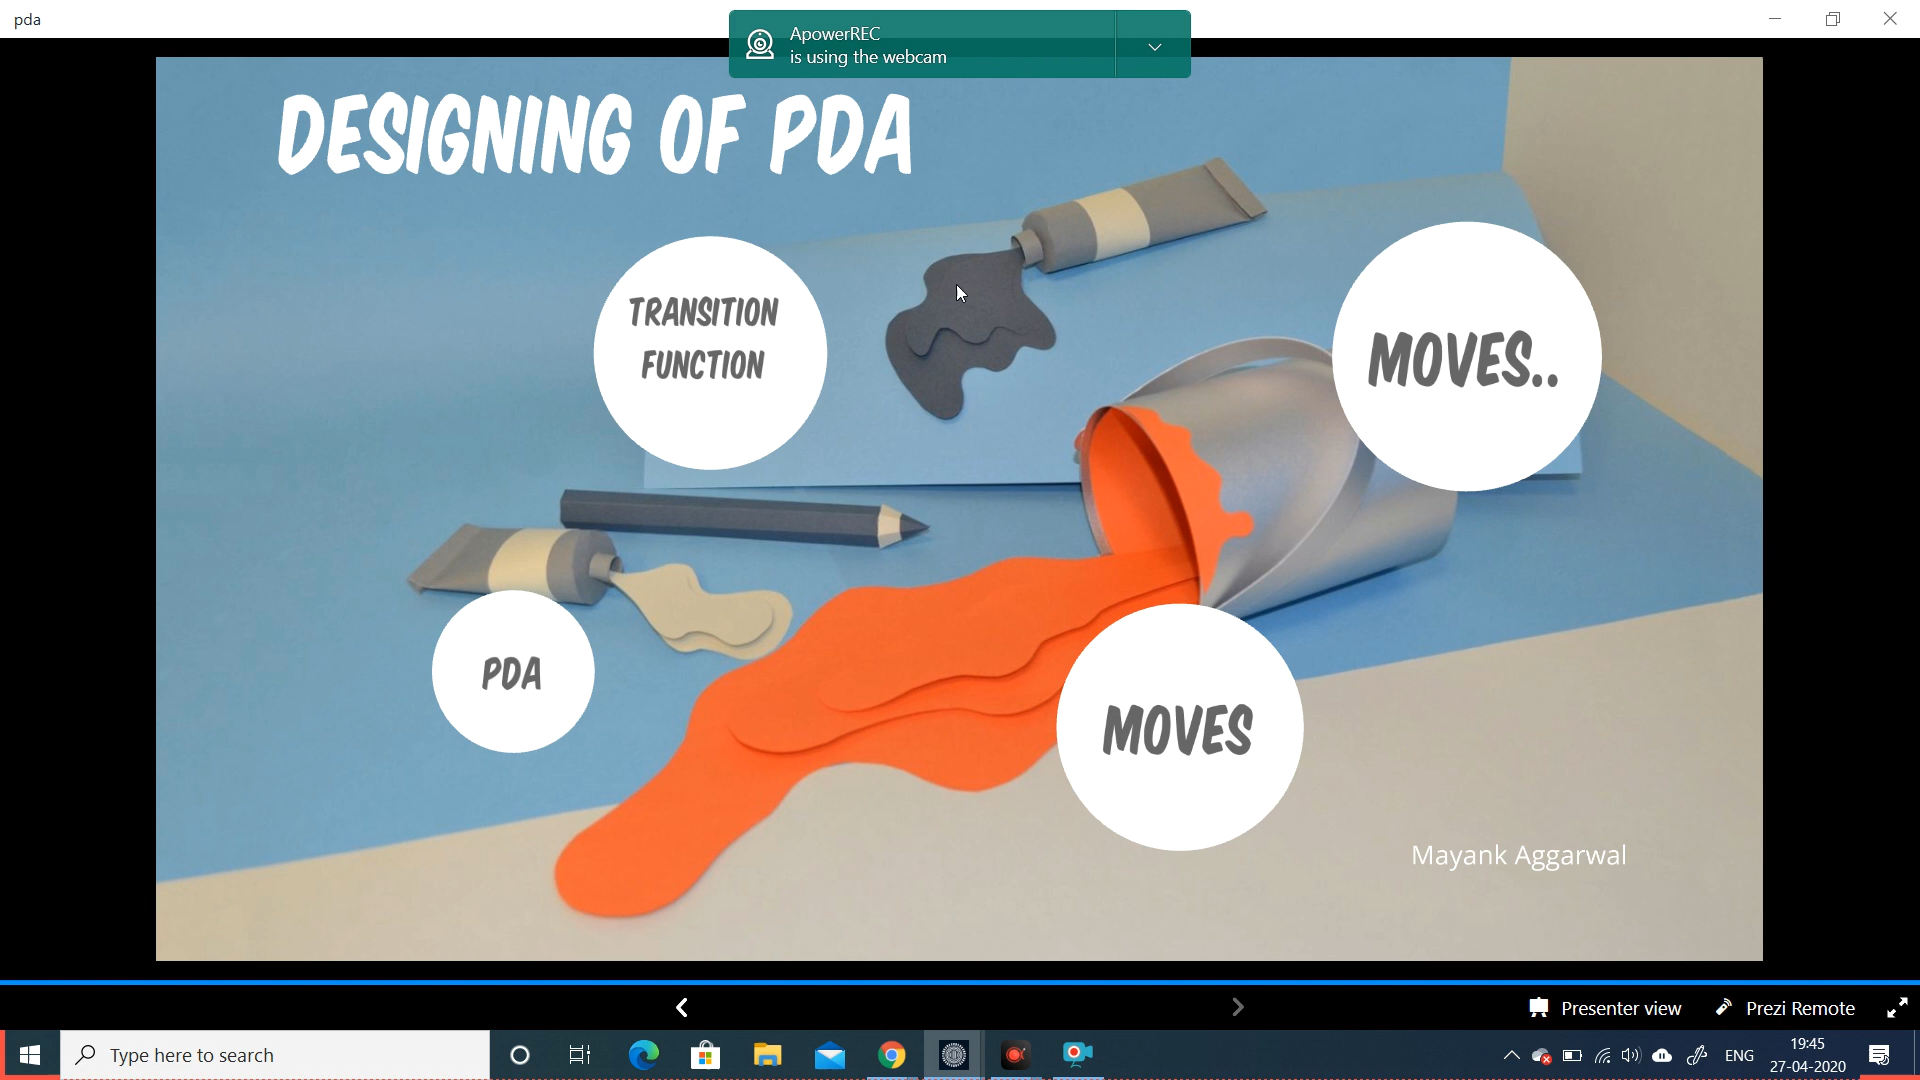 pda
ApowerREC
is using the webcam
DESIGNING OF PDA
TRANSITION
FUNCTION
MOVES..
PDA
MOVES
Mayank Aggarwal
Presenter view
Prezi Remote
Type here to search
ENG
19:45
27-04-2020